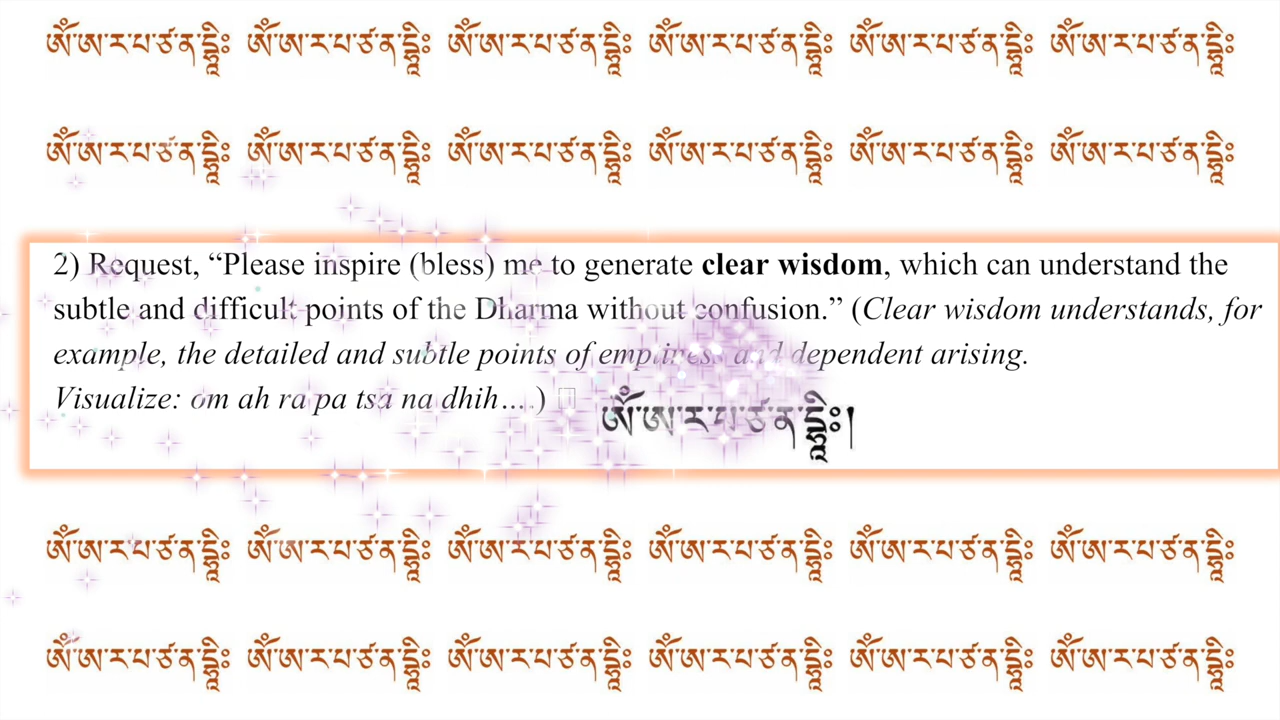 ༀ་ཨ་ར་པ་ཙ་ན་དྷཱིཿ ༀ་ཨ་ར་པ་ཙ་ན་དྷཱིཿ ༀ་ཨ་ར་པ་ཙ་ན་དྷཱིཿ ༀ་ཨ་ར་པ་ཙ་ན་དྷཱིཿ ༀ་ཨ་ར་པ་ཙ་ན་དྷཱིཿ ༀ་ཨ་ར་པ་ཙ་ན་དྷཱིཿ
ༀ་ཨ་ར་པ་ཙ་ན་དྷཱིཿ ༀ་ཨ་ར་པ་ཙ་ན་དྷཱིཿ ༀ་ཨ་ར་པ་ཙ་ན་དྷཱིཿ ༀ་ཨ་ར་པ་ཙ་ན་དྷཱིཿ ༀ་ཨ་ར་པ་ཙ་ན་དྷཱིཿ ༀ་ཨ་ར་པ་ཙ་ན་དྷཱིཿ
2) Request, “Please inspire (bless) me to generate clear wisdom, which can understand the
subtle and difficult points of the Dharma without confusion.” (Clear wisdom understands, for
example, the detailed and subtle points of emptiness and dependent arising.
Visualize: om ah ra pa tsa na dhih….) ༀ་ཨ་ར་པ་ཙ་ན་དྷཱིཿ།
ༀ་ཨ་ར་པ་ཙ་ན་དྷཱིཿ ༀ་ཨ་ར་པ་ཙ་ན་དྷཱིཿ ༀ་ཨ་ར་པ་ཙ་ན་དྷཱིཿ ༀ་ཨ་ར་པ་ཙ་ན་དྷཱིཿ ༀ་ཨ་ར་པ་ཙ་ན་དྷཱིཿ ༀ་ཨ་ར་པ་ཙ་ན་དྷཱིཿ
ༀ་ཨ་ར་པ་ཙ་ན་དྷཱིཿ ༀ་ཨ་ར་པ་ཙ་ན་དྷཱིཿ ༀ་ཨ་ར་པ་ཙ་ན་དྷཱིཿ ༀ་ཨ་ར་པ་ཙ་ན་དྷཱིཿ ༀ་ཨ་ར་པ་ཙ་ན་དྷཱིཿ ༀ་ཨ་ར་པ་ཙ་ན་དྷཱིཿ